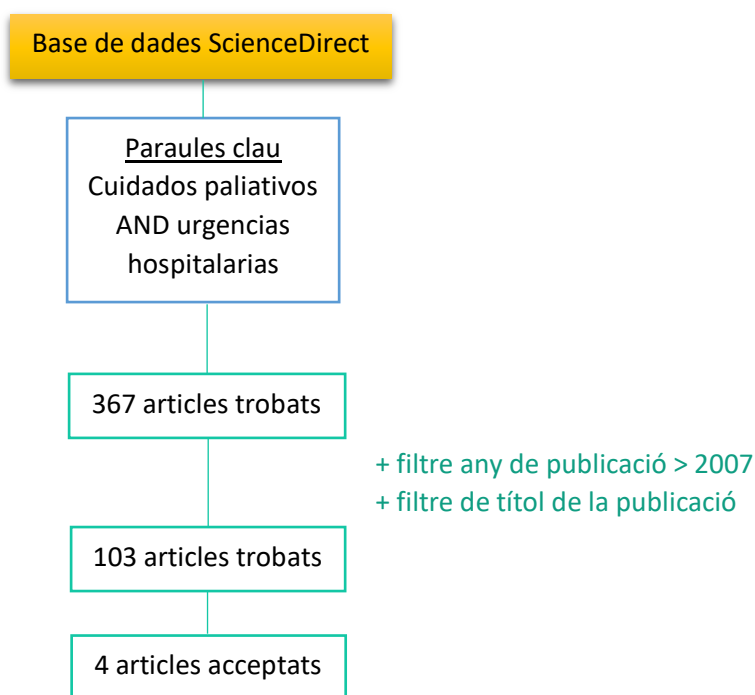 Base de dades ScienceDirect
Paraules clau
Cuidados paliativos
AND urgencias
hospitalarias
367 articles trobats
+ filtre any de publicació > 2007
+ filtre de títol de la publicació
103 articles trobats
4 articles acceptats